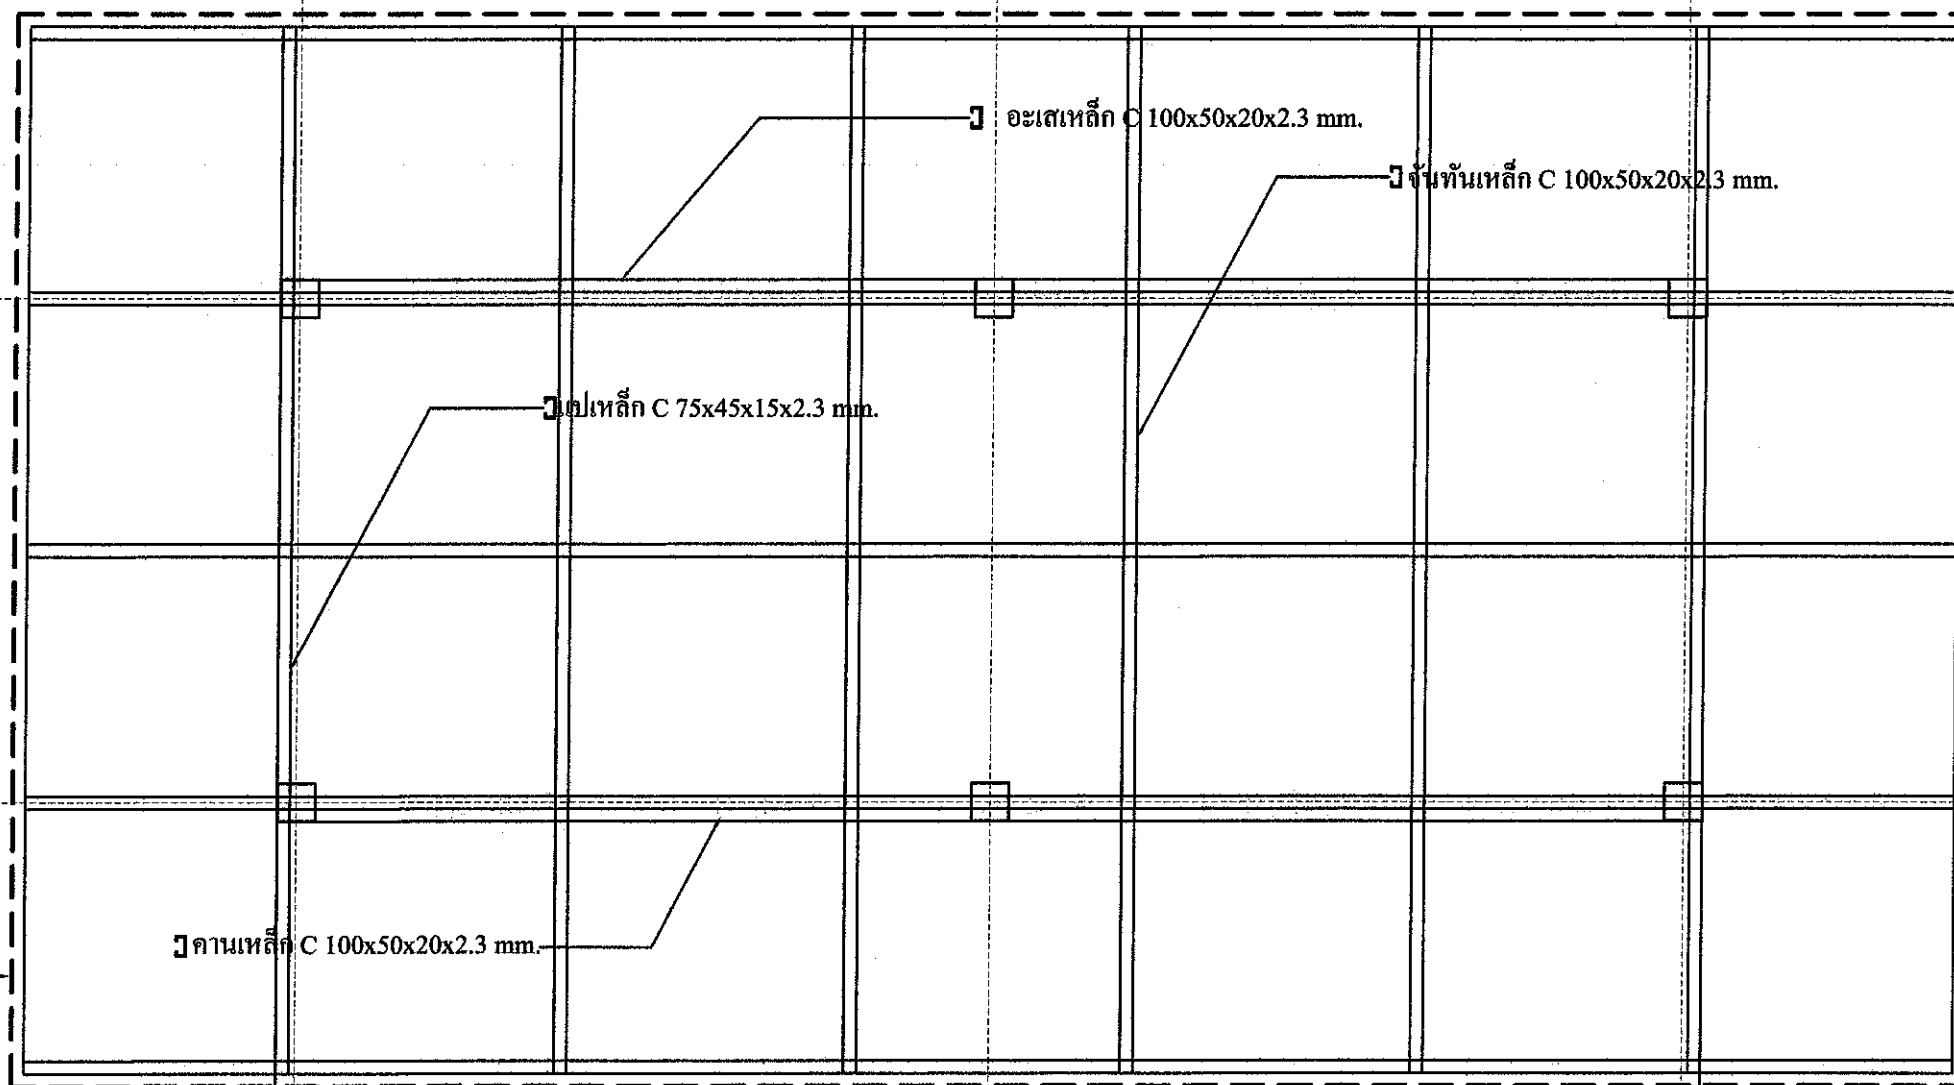 อะเสเหล็ก C 100x50x20x2.3 mm.
จันทันเหล็ก C 100x50x20x2.3 mm.
แปเหล็ก C 75x45x15x2.3 mm.
คานเหล็ก C 100x50x20x2.3 mm.